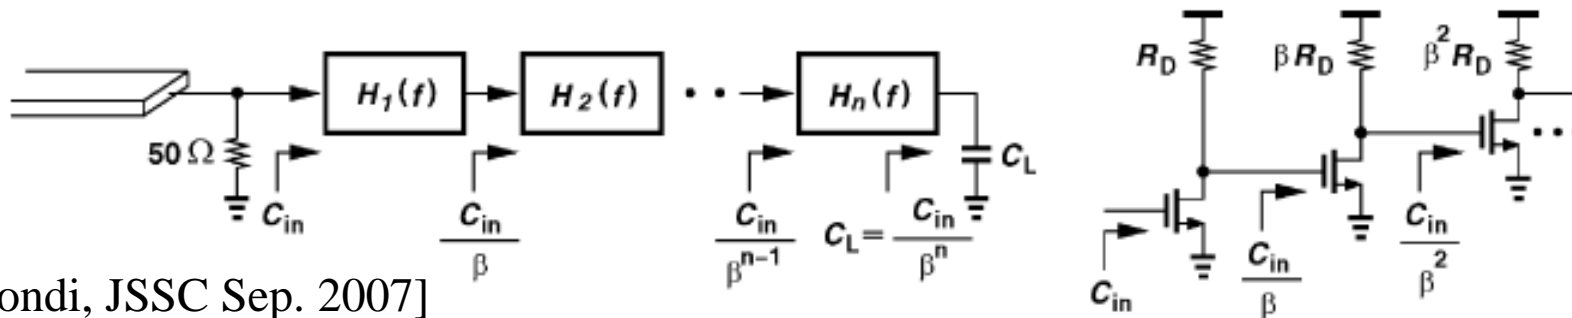 H₁(f) H₂(f) • • Hₙ(f)
50 Ω
C_in C_in/β C_in/β^(n-1) C_L = C_in/β^n C_L
ondi, JSSC Sep. 2007]
R_D βR_D β²R_D • • •
C_in C_in/β C_in/β²